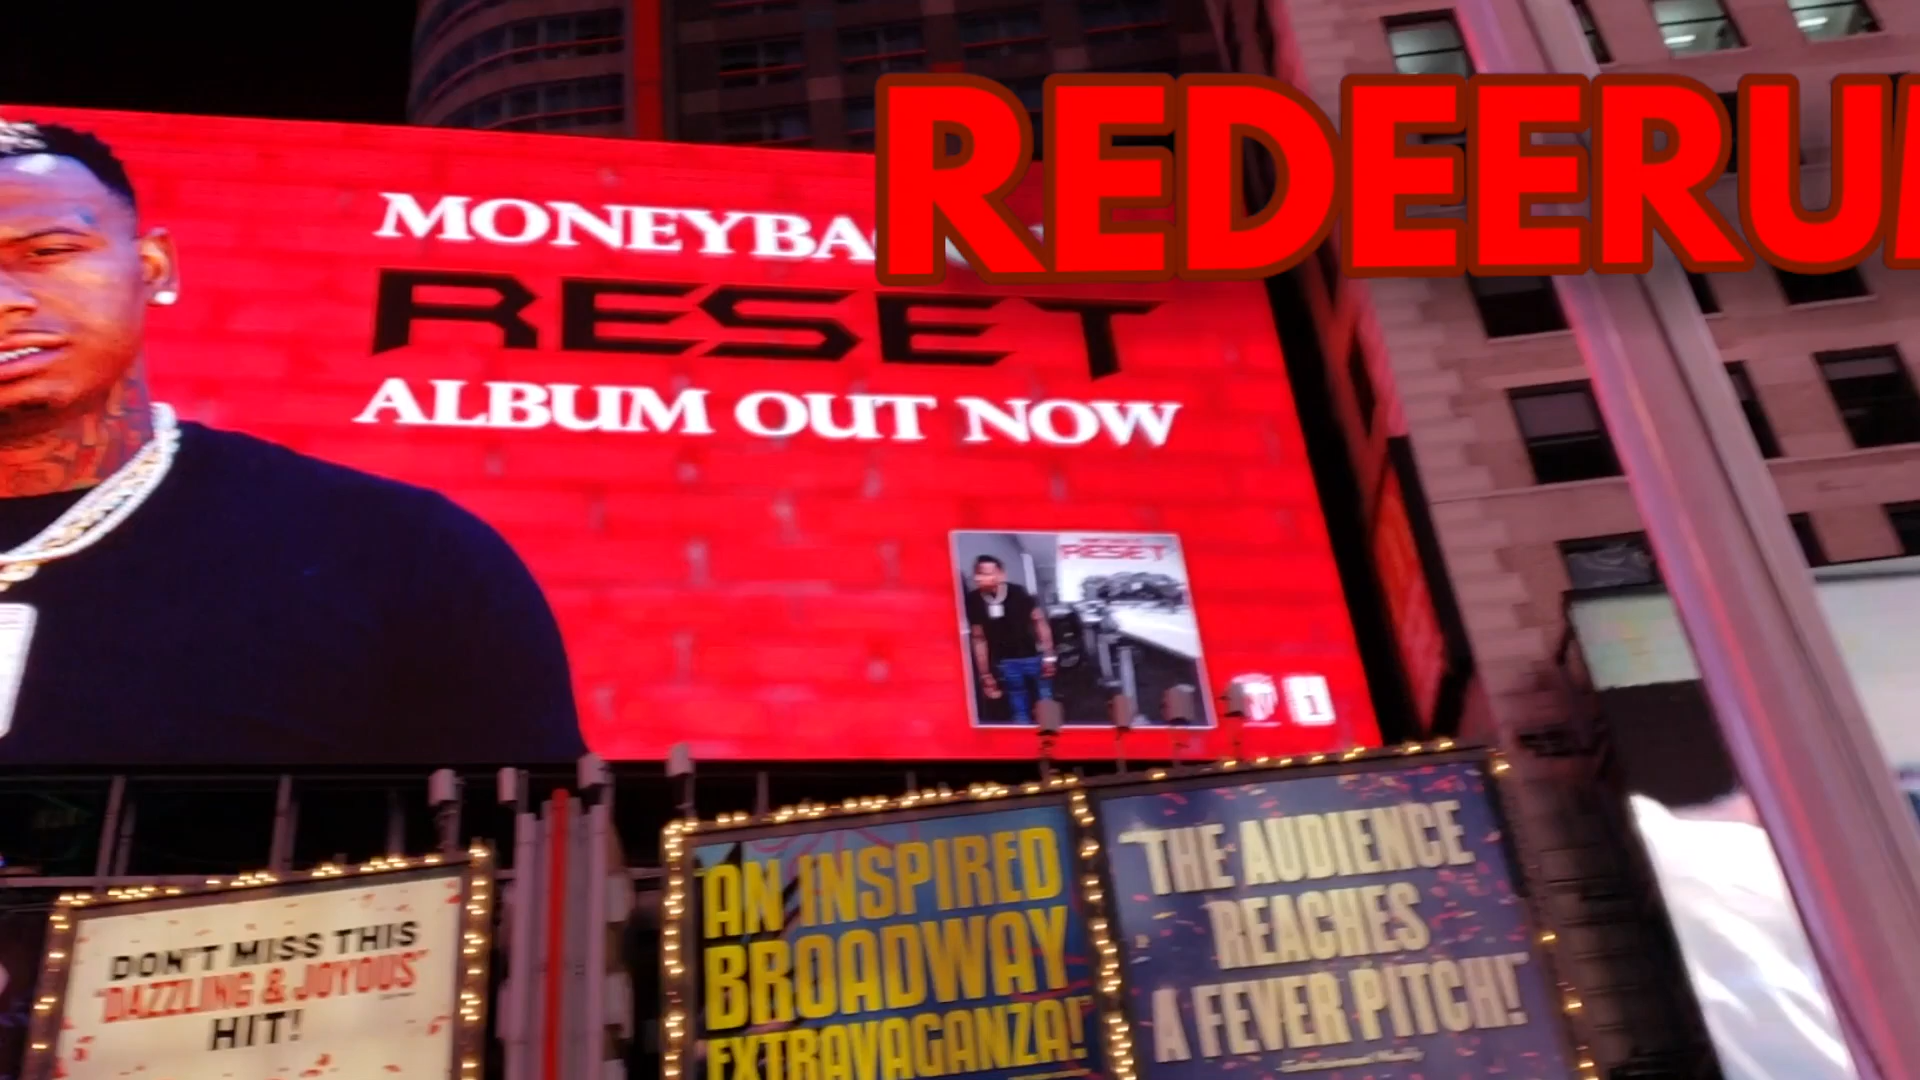 REDEERU
MONEYBA
RESET
ALBUM OUT NOW
RESET
DON'T MISS THIS
"DAZZLING & JOYOUS"
HIT!
"AN INSPIRED
BROADWAY
EXTRAVAGANZA!"
"THE AUDIENCE
REACHES
A FEVER PITCH!"